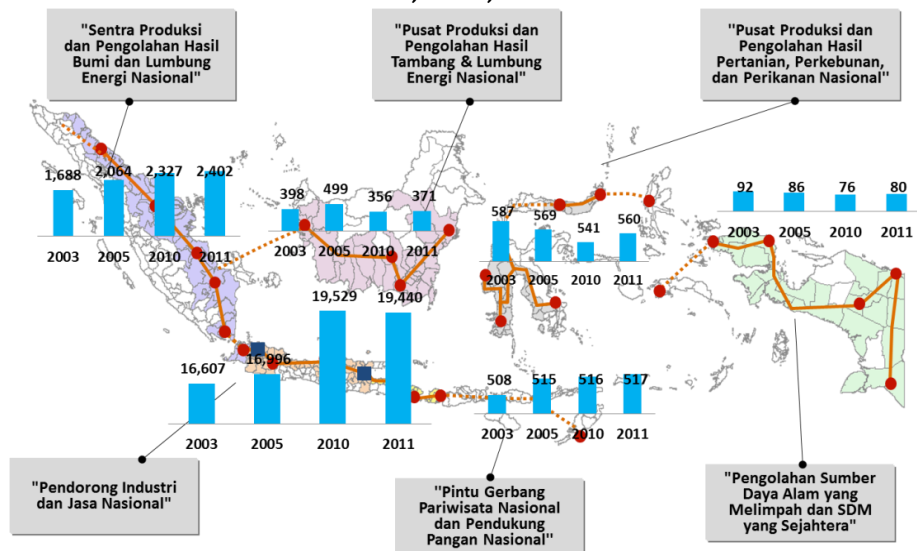 "Sentra Produksi
dan Pengolahan Hasil
Bumi dan Lumbung
Energi Nasional"
"Pusat Produksi dan
Pengolahan Hasil
Tambang & Lumbung
Energi Nasional"
"Pusat Produksi dan
Pengolahan Hasil
Pertanian, Perkebunan,
dan Perikanan Nasional"
1,688 2,064 2,327 2,402
2003 2005 2010 2011
398 499 356 371
2003 2005 2010 2011
587 569 541 560
2003 2005 2010 2011
92 86 76 80
2003 2005 2010 2011
16,607 16,996 19,529 19,440
2003 2005 2010 2011
508 515 516 517
2003 2005 2010 2011
"Pendorong Industri
dan Jasa Nasional"
"Pintu Gerbang
Pariwisata Nasional
dan Pendukung
Pangan Nasional"
"Pengolahan Sumber
Daya Alam yang
Melimpah dan SDM
yang Sejahtera"